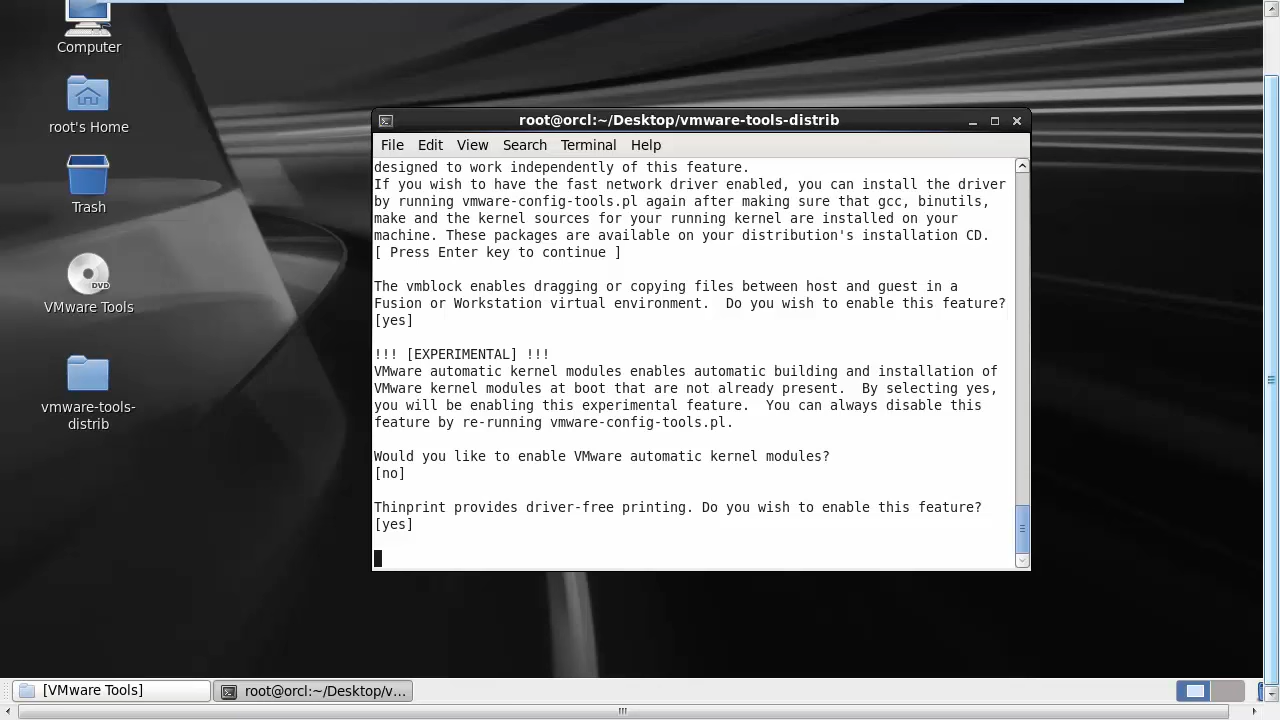 Computer
root's Home
Trash
DVD
VMware Tools
vmware-tools-
distrib
root@orcl:~/Desktop/vmware-tools-distrib
File Edit View Search Terminal Help
designed to work independently of this feature.
If you wish to have the fast network driver enabled, you can install the driver
by running vmware-config-tools.pl again after making sure that gcc, binutils,
make and the kernel sources for your running kernel are installed on your
machine. These packages are available on your distribution's installation CD.
[ Press Enter key to continue ]
The vmblock enables dragging or copying files between host and guest in a
Fusion or Workstation virtual environment.  Do you wish to enable this feature?
[yes]
!!! [EXPERIMENTAL] !!!
VMware automatic kernel modules enables automatic building and installation of
VMware kernel modules at boot that are not already present.  By selecting yes,
you will be enabling this experimental feature.  You can always disable this
feature by re-running vmware-config-tools.pl.
Would you like to enable VMware automatic kernel modules?
[no]
Thinprint provides driver-free printing. Do you wish to enable this feature?
[yes]
[VMware Tools]
root@orcl:~/Desktop/v...